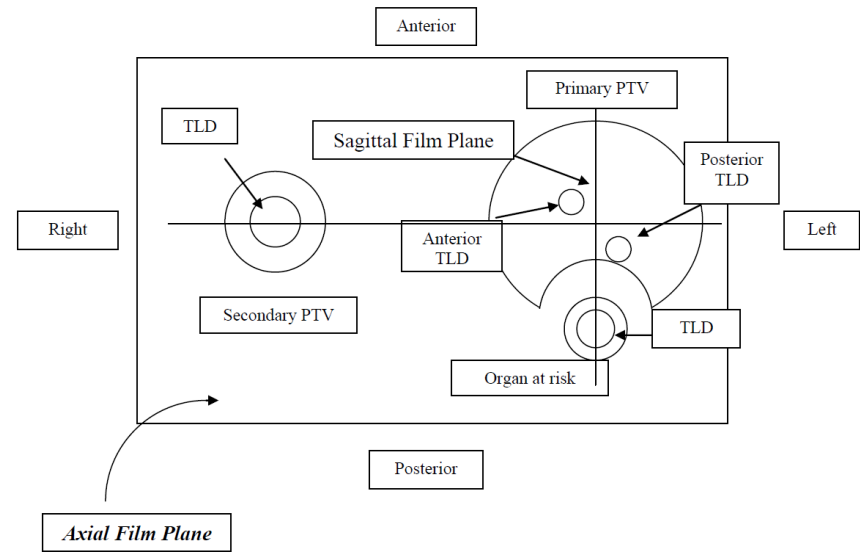 Anterior
Primary PTV
TLD
Sagittal Film Plane
Posterior
TLD
Right
Left
Anterior
TLD
Secondary PTV
TLD
Organ at risk
Posterior
Axial Film Plane